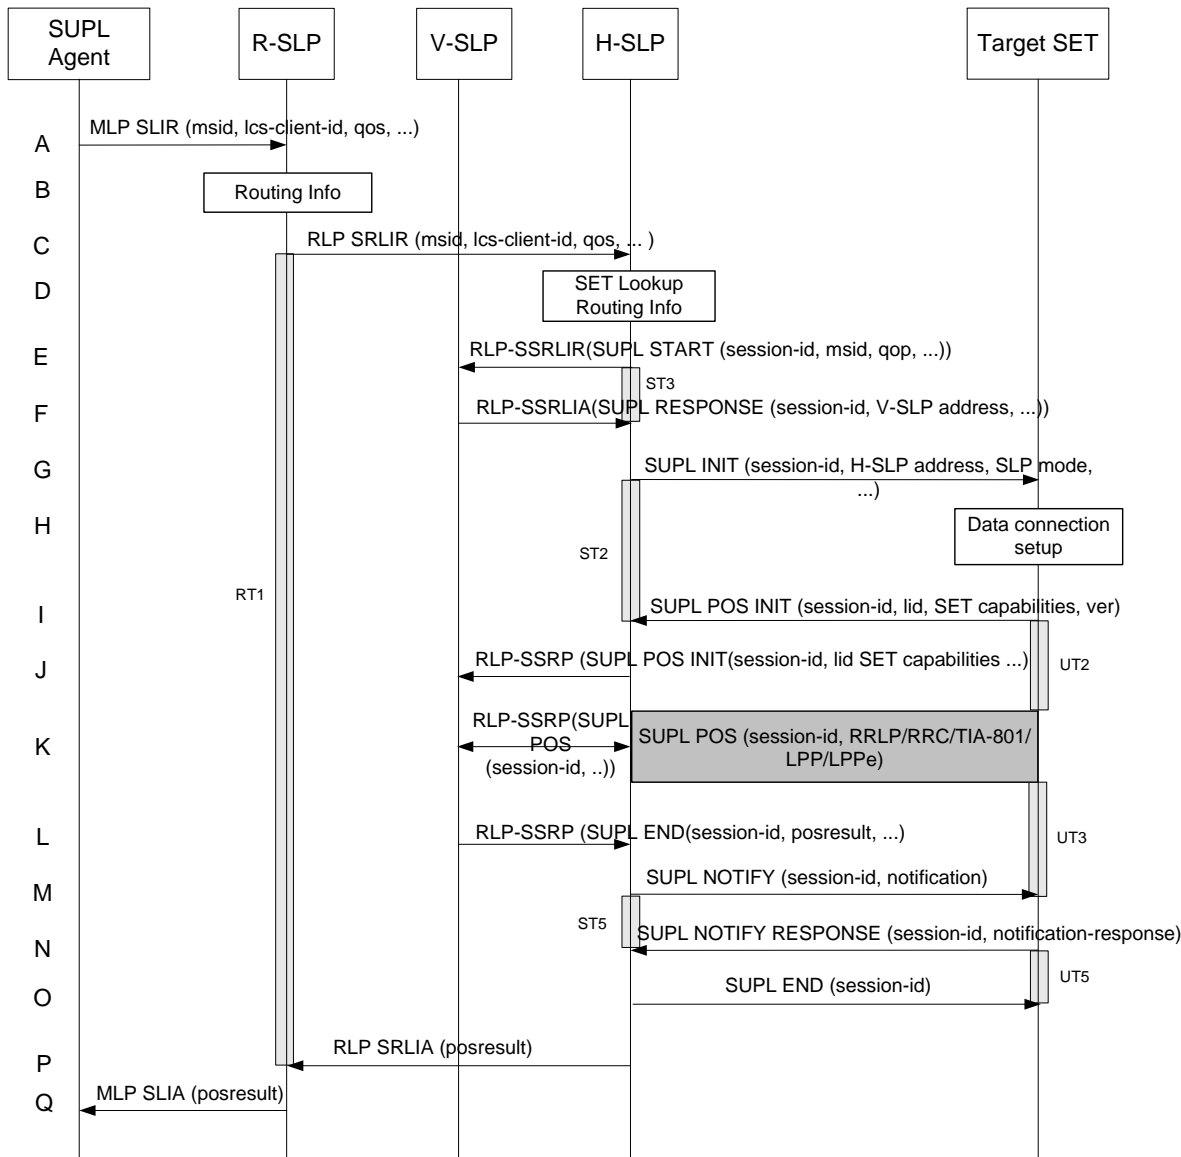 SUPL
Agent
R-SLP
V-SLP
H-SLP
Target SET
A
MLP SLIR (msid, lcs-client-id, qos, ...)
B
Routing Info
C
RLP SRLIR (msid, lcs-client-id, qos, ... )
D
SET Lookup
Routing Info
E
RLP-SSRLIR(SUPL START (session-id, msid, qop, ...))
ST3
F
RLP-SSRLIA(SUPL RESPONSE (session-id, V-SLP address, ...))
G
SUPL INIT (session-id, H-SLP address, SLP mode,
...)
H
Data connection
setup
ST2
RT1
I
SUPL POS INIT (session-id, lid, SET capabilities, ver)
J
RLP-SSRP (SUPL POS INIT(session-id, lid SET capabilities ...)
UT2
K
RLP-SSRP(SUPL
POS
(session-id, ..))
SUPL POS (session-id, RRLP/RRC/TIA-801/
LPP/LPPe)
L
RLP-SSRP (SUPL END(session-id, posresult, ...)
UT3
M
SUPL NOTIFY (session-id, notification)
ST5
N
SUPL NOTIFY RESPONSE (session-id, notification-response)
UT5
O
SUPL END (session-id)
P
RLP SRLIA (posresult)
Q
MLP SLIA (posresult)